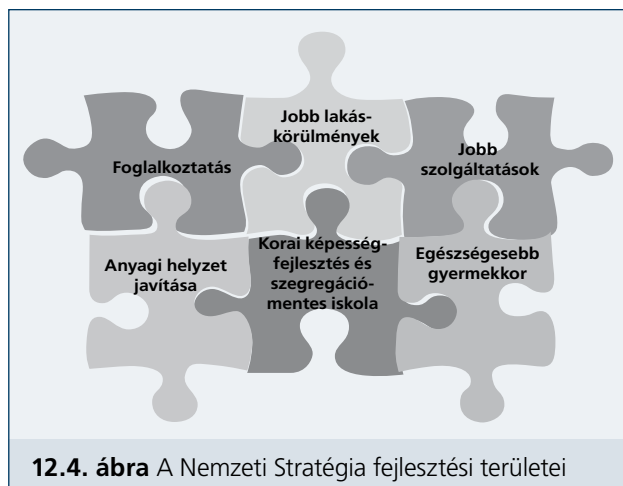 Jobb lakás-
körülmények
Foglalkoztatás
Jobb
szolgáltatások
Anyagi helyzet
javítása
Korai képesség-
fejlesztés és
szegregáció-
mentes iskola
Egészségesebb
gyermekkor
12.4. ábra A Nemzeti Stratégia fejlesztési területei